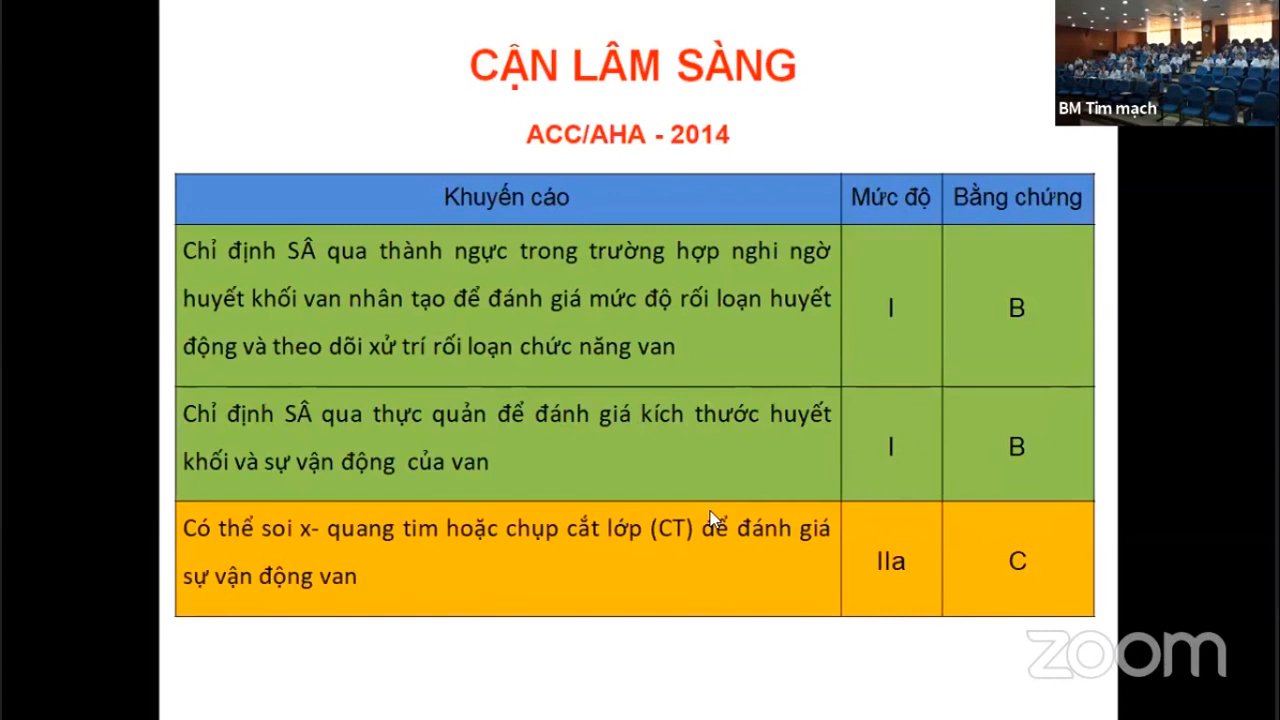 CẬN LÂM SÀNG
BM Tim mạch
ACC/AHA - 2014
Khuyến cáo Mức độ Bằng chứng
Chỉ định SÂ qua thành ngực trong trường hợp nghi ngờ
huyết khối van nhân tạo để đánh giá mức độ rối loạn huyết
động và theo dõi xử trí rối loạn chức năng van
I B
Chỉ định SÂ qua thực quản để đánh giá kích thước huyết
khối và sự vận động của van
I B
Có thể soi x- quang tim hoặc chụp cắt lớp (CT) để đánh giá
sự vận động van
IIa C
zoom